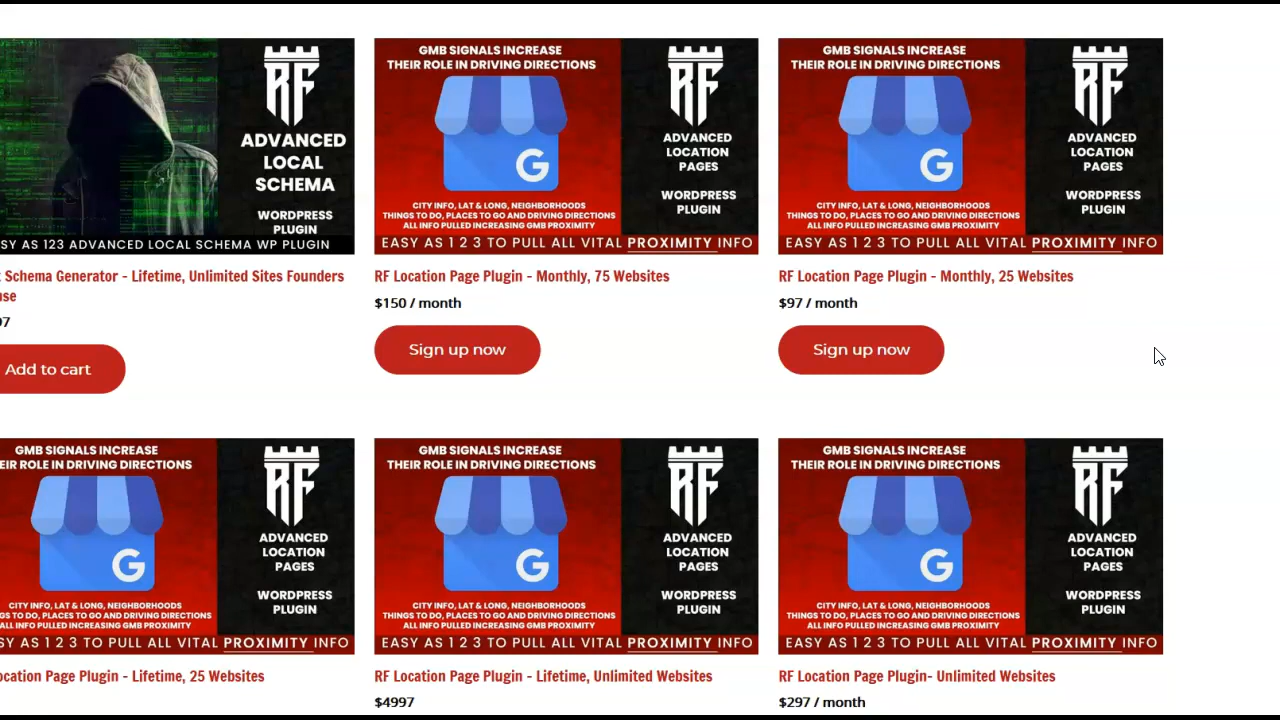 RF
ADVANCED
LOCAL
SCHEMA
WORDPRESS
PLUGIN
SY AS 123 ADVANCED LOCAL SCHEMA WP PLUGIN
Schema Generator - Lifetime, Unlimited Sites Founders
Add to cart
GMB SIGNALS INCREASE
THEIR ROLE IN DRIVING DIRECTIONS
G
CITY INFO, LAT & LONG, NEIGHBORHOODS
THINGS TO DO, PLACES TO GO AND DRIVING DIRECTIONS
ALL INFO PULLED INCREASING GMB PROXIMITY
RF
ADVANCED
LOCATION
PAGES
WORDPRESS
PLUGIN
EASY AS 1 2 3 TO PULL ALL VITAL PROXIMITY INFO
RF Location Page Plugin - Monthly, 75 Websites
$150 / month
Sign up now
GMB SIGNALS INCREASE
THEIR ROLE IN DRIVING DIRECTIONS
G
CITY INFO, LAT & LONG, NEIGHBORHOODS
THINGS TO DO, PLACES TO GO AND DRIVING DIRECTIONS
ALL INFO PULLED INCREASING GMB PROXIMITY
RF
ADVANCED
LOCATION
PAGES
WORDPRESS
PLUGIN
EASY AS 1 2 3 TO PULL ALL VITAL PROXIMITY INFO
RF Location Page Plugin - Monthly, 25 Websites
$97 / month
Sign up now
GMB SIGNALS INCREASE
EIR ROLE IN DRIVING DIRECTIONS
G
CITY INFO, LAT & LONG, NEIGHBORHOODS
GS TO DO, PLACES TO GO AND DRIVING DIRECTIONS
ALL INFO PULLED INCREASING GMB PROXIMITY
RF
ADVANCED
LOCATION
PAGES
WORDPRESS
PLUGIN
SY AS 1 2 3 TO PULL ALL VITAL PROXIMITY INFO
ocation Page Plugin - Lifetime, 25 Websites
GMB SIGNALS INCREASE
THEIR ROLE IN DRIVING DIRECTIONS
G
CITY INFO, LAT & LONG, NEIGHBORHOODS
THINGS TO DO, PLACES TO GO AND DRIVING DIRECTIONS
ALL INFO PULLED INCREASING GMB PROXIMITY
RF
ADVANCED
LOCATION
PAGES
WORDPRESS
PLUGIN
EASY AS 1 2 3 TO PULL ALL VITAL PROXIMITY INFO
RF Location Page Plugin - Lifetime, Unlimited Websites
$4997
GMB SIGNALS INCREASE
THEIR ROLE IN DRIVING DIRECTIONS
G
CITY INFO, LAT & LONG, NEIGHBORHOODS
THINGS TO DO, PLACES TO GO AND DRIVING DIRECTIONS
ALL INFO PULLED INCREASING GMB PROXIMITY
RF
ADVANCED
LOCATION
PAGES
WORDPRESS
PLUGIN
EASY AS 1 2 3 TO PULL ALL VITAL PROXIMITY INFO
RF Location Page Plugin- Unlimited Websites
$297 / month